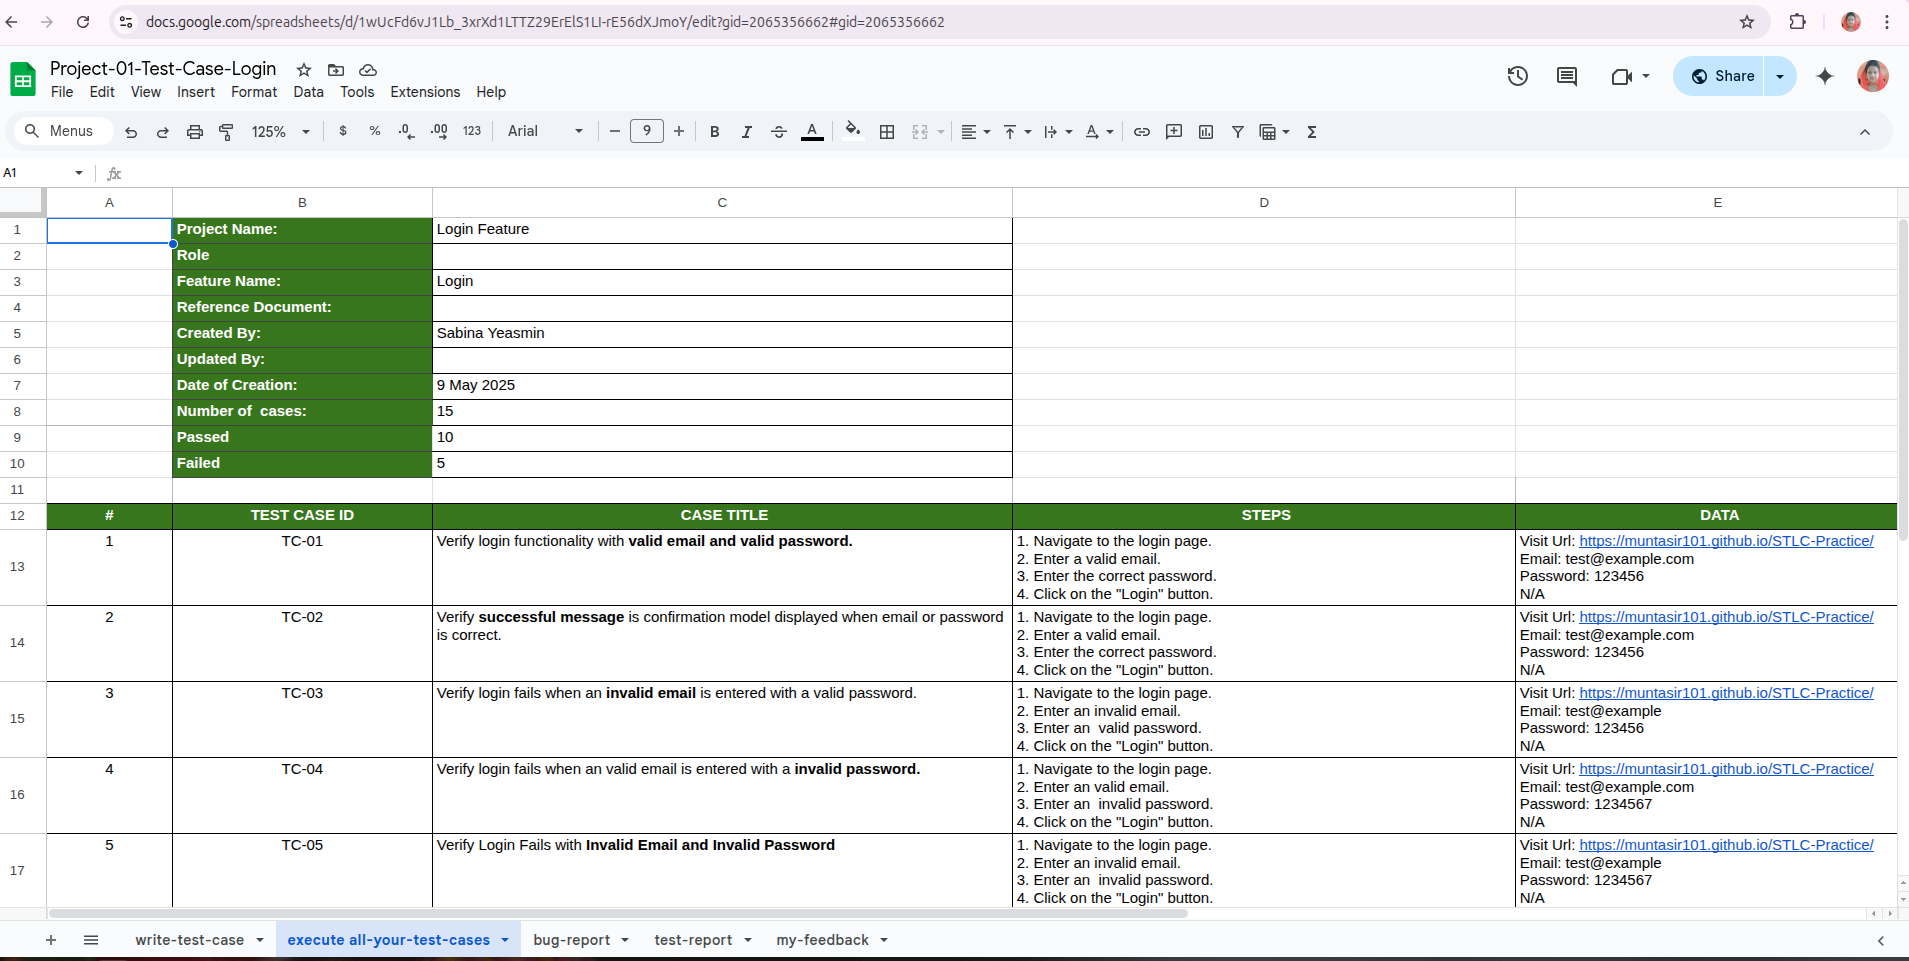 docs.google.com/spreadsheets/d/1wUcFd6vJ1Lb_3xrXd1LTTZ29ErElS1LI-rE56dXJmoY/edit?gid=2065356662#gid=2065356662
Project-01-Test-Case-Login
File Edit View Insert Format Data Tools Extensions Help
Share
Menus 125% $ % .0 .00 123 Arial 9 B I A
A1 fx
A B C D E
1 Project Name: Login Feature
2 Role
3 Feature Name: Login
4 Reference Document:
5 Created By: Sabina Yeasmin
6 Updated By:
7 Date of Creation: 9 May 2025
8 Number of  cases: 15
9 Passed 10
10 Failed 5
11
12 # TEST CASE ID CASE TITLE STEPS DATA
13
1 TC-01 Verify login functionality with valid email and valid password.
1. Navigate to the login page.
2. Enter a valid email.
3. Enter the correct password.
4. Click on the "Login" button.
Visit Url: https://muntasir101.github.io/STLC-Practice/
Email: test@example.com
Password: 123456
N/A
14
2 TC-02 Verify successful message is confirmation model displayed when email or password
is correct.
1. Navigate to the login page.
2. Enter a valid email.
3. Enter the correct password.
4. Click on the "Login" button.
Visit Url: https://muntasir101.github.io/STLC-Practice/
Email: test@example.com
Password: 123456
N/A
15
3 TC-03 Verify login fails when an invalid email is entered with a valid password.
1. Navigate to the login page.
2. Enter an invalid email.
3. Enter an  valid password.
4. Click on the "Login" button.
Visit Url: https://muntasir101.github.io/STLC-Practice/
Email: test@example
Password: 123456
N/A
16
4 TC-04 Verify login fails when an valid email is entered with a invalid password.
1. Navigate to the login page.
2. Enter an valid email.
3. Enter an  invalid password.
4. Click on the "Login" button.
Visit Url: https://muntasir101.github.io/STLC-Practice/
Email: test@example.com
Password: 1234567
N/A
17
5 TC-05 Verify Login Fails with Invalid Email and Invalid Password
1. Navigate to the login page.
2. Enter an invalid email.
3. Enter an  invalid password.
4. Click on the "Login" button.
Visit Url: https://muntasir101.github.io/STLC-Practice/
Email: test@example
Password: 1234567
N/A
write-test-case execute all-your-test-cases bug-report test-report my-feedback